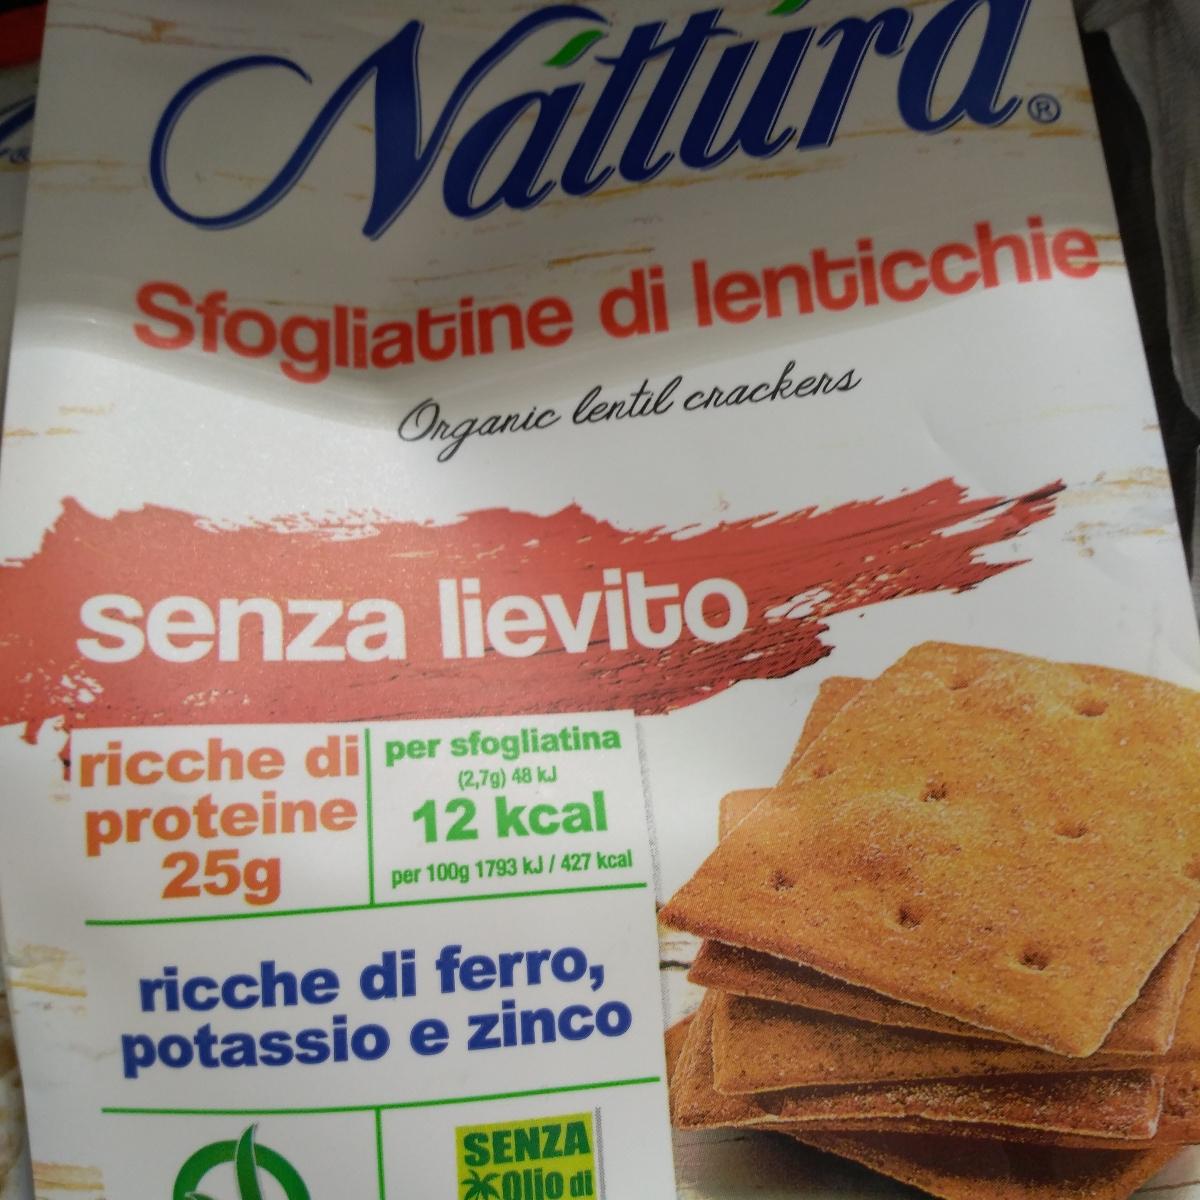 Náttúra®
Sfogliatine di lenticchie
Organic lentil crackers
senza lievito
ricche di
proteine
25g
per sfogliatina
(2,7g) 48 kJ
12 kcal
per 100g 1793 kJ / 427 kcal
ricche di ferro,
potassio e zinco
SENZA
Olio di